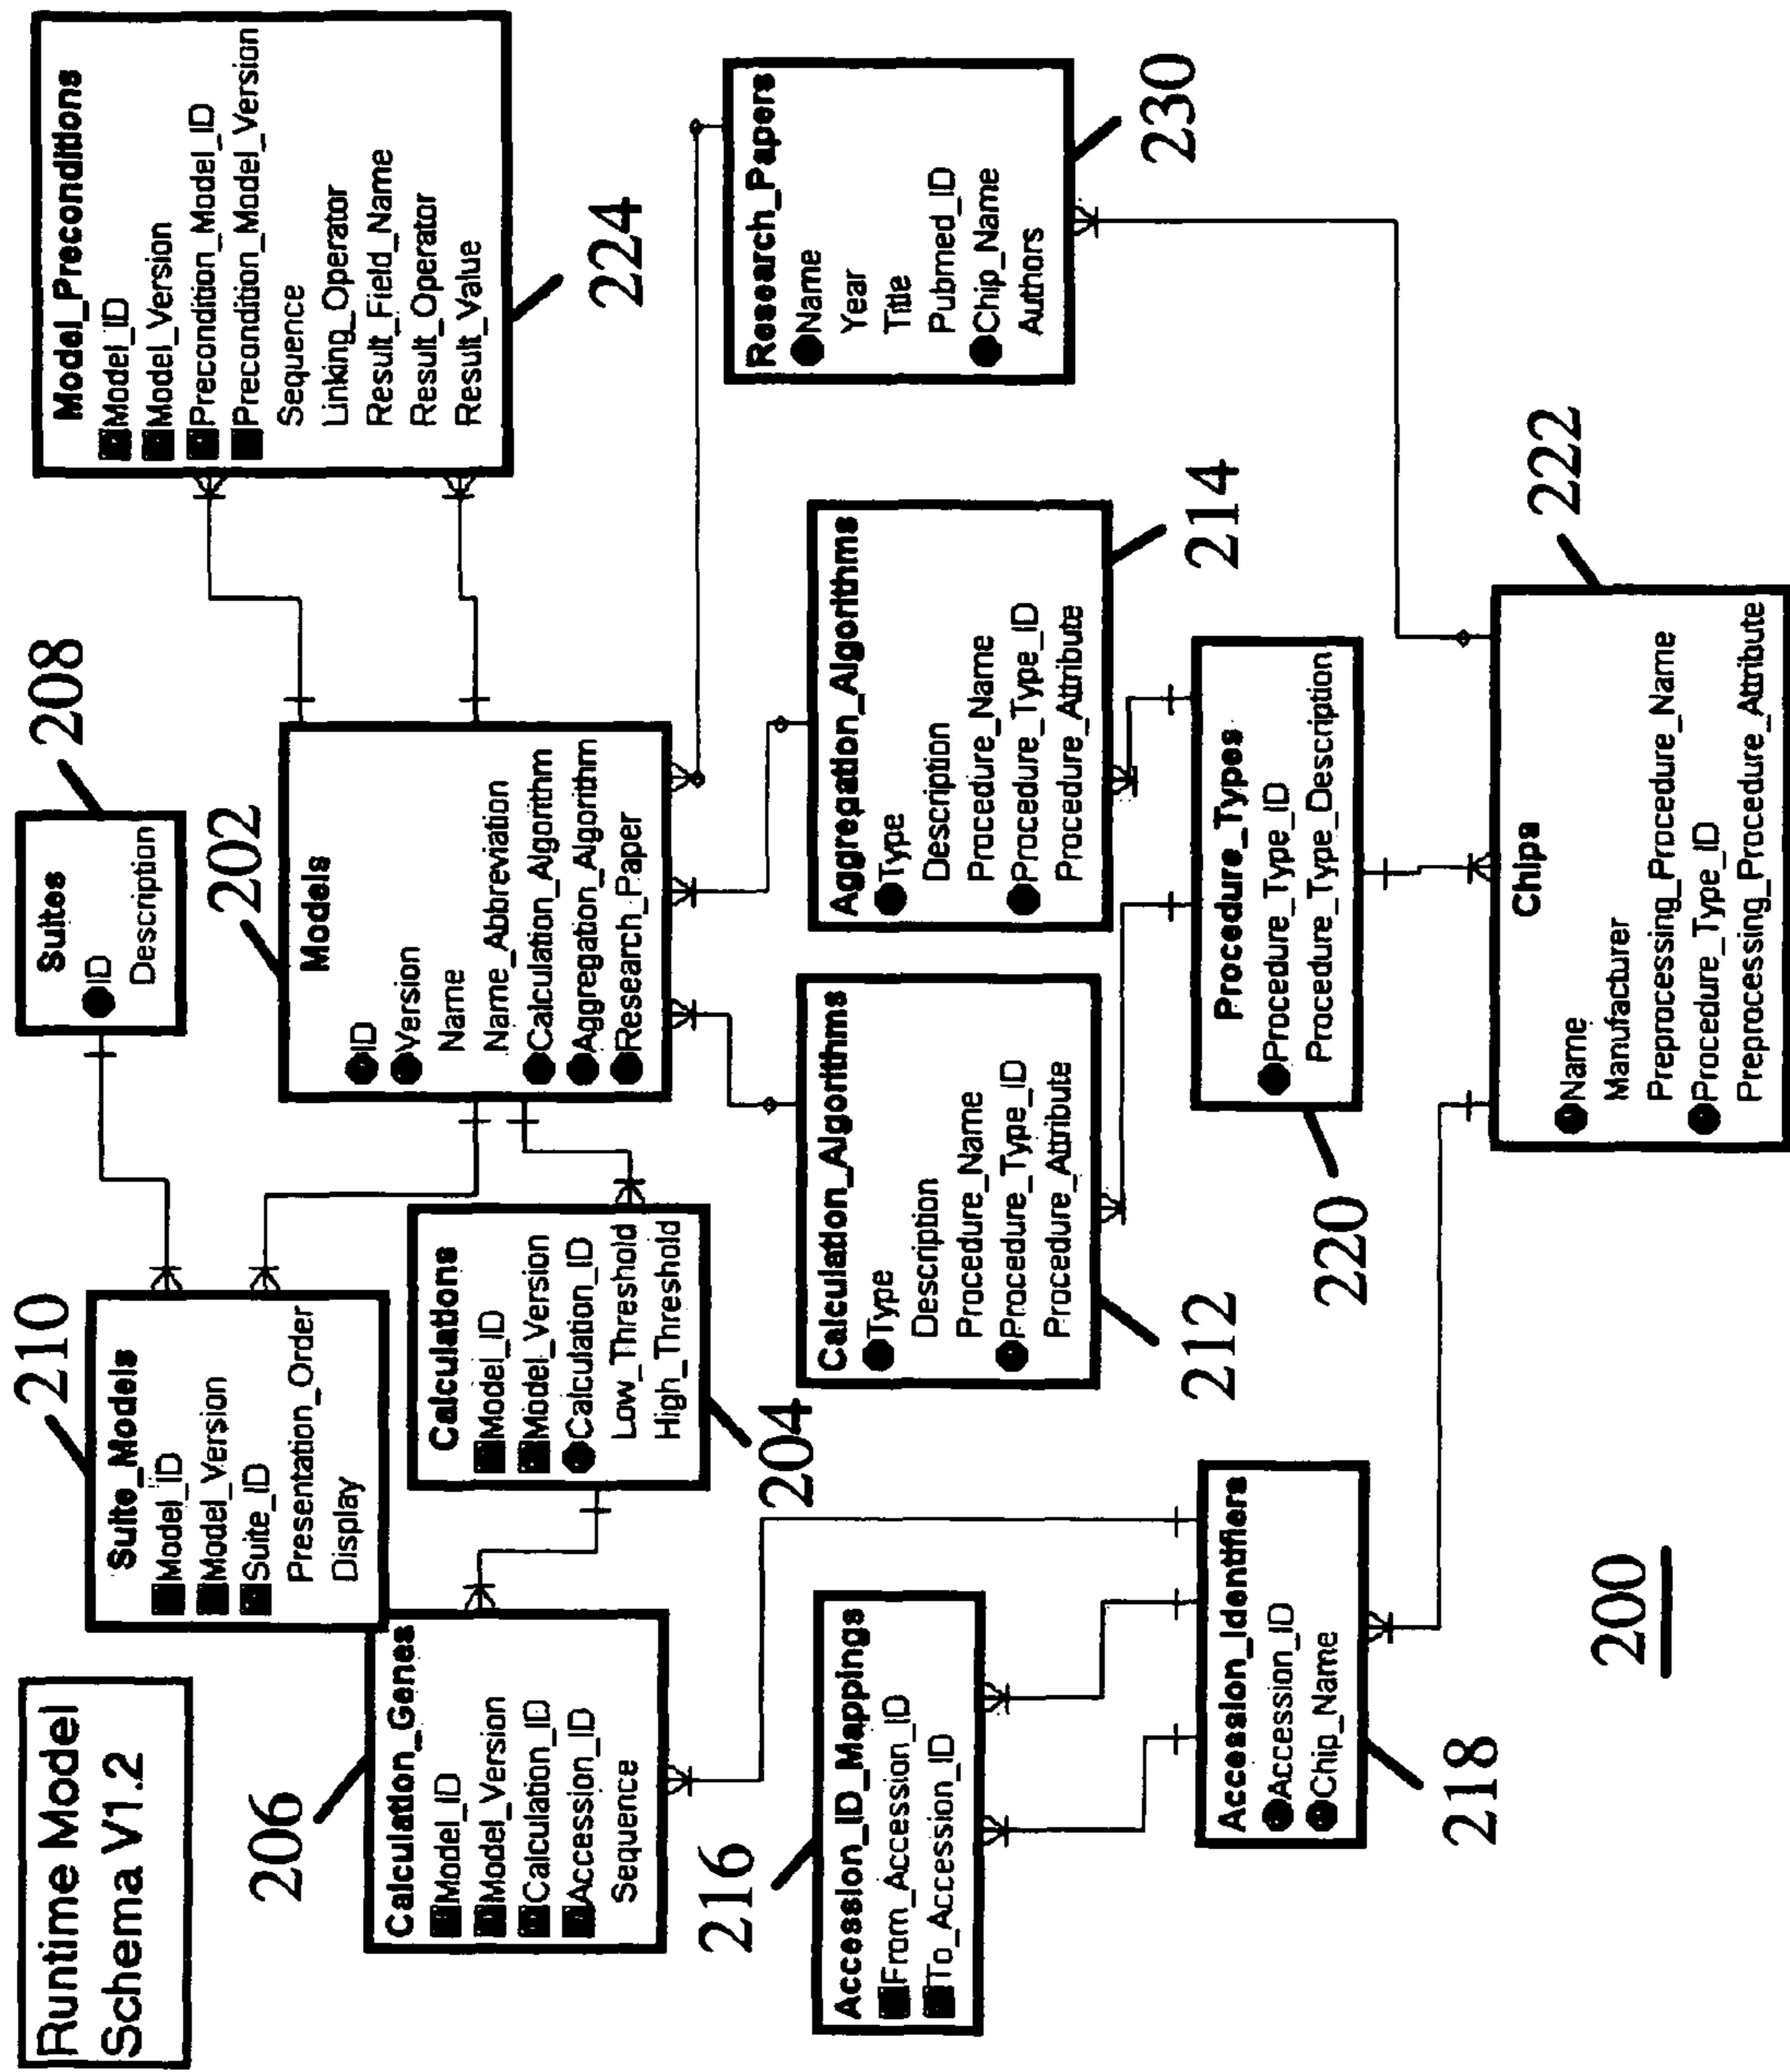 Runtime Model
Schema V1.2
210
Suite_Models
Model_ID
Model_Version
Suite_ID
Presentation_Order
Display
208
Suites
ID
Description
Model_Preconditions
Model_ID
Model_Version
Precondition_Model_ID
Precondition_Model_Version
Sequence
Linking_Operator
Result_Field_Name
Result_Operator
Result_Value
224
202
Models
ID
Version
Name
Name_Abbreviation
Calculation_Algorithm
Aggregation_Algorithm
Research_Paper
206
Calculation_Genes
Model_ID
Model_Version
Calculation_ID
Accession_ID
Sequence
Calculations
Model_ID
Model_Version
Calculation_ID
Low_Threshold
High_Threshold
204
Research_Papers
Name
Year
Title
Pubmed_ID
Chip_Name
Authors
230
216
Accession_ID_Mappings
From_Accession_ID
To_Accession_ID
Calculation_Algorithms
Type
Description
Procedure_Name
Procedure_Type_ID
Procedure_Attribute
212
Aggregation_Algorithms
Type
Description
Procedure_Name
Procedure_Type_ID
Procedure_Attribute
214
Accession_Identifiers
Accession_ID
Chip_Name
218
220
Procedure_Types
Procedure_Type_ID
Procedure_Type_Description
222
Chips
Name
Manufacturer
Preprocessing_Procedure_Name
Procedure_Type_ID
Preprocessing_Procedure_Attribute
200